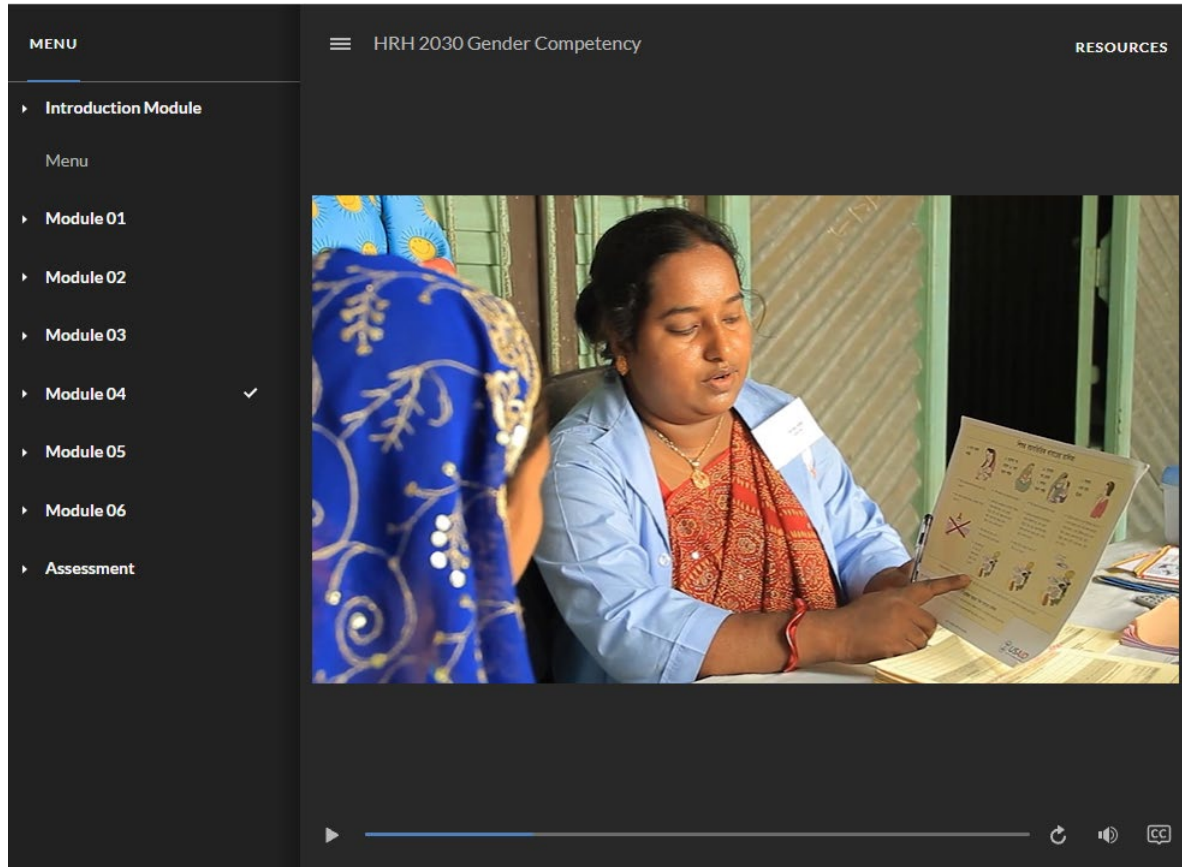 MENU
HRH 2030 Gender Competency
RESOURCES
Introduction Module
Menu
Module 01
Module 02
Module 03
Module 04
Module 05
Module 06
Assessment
USAID
CC